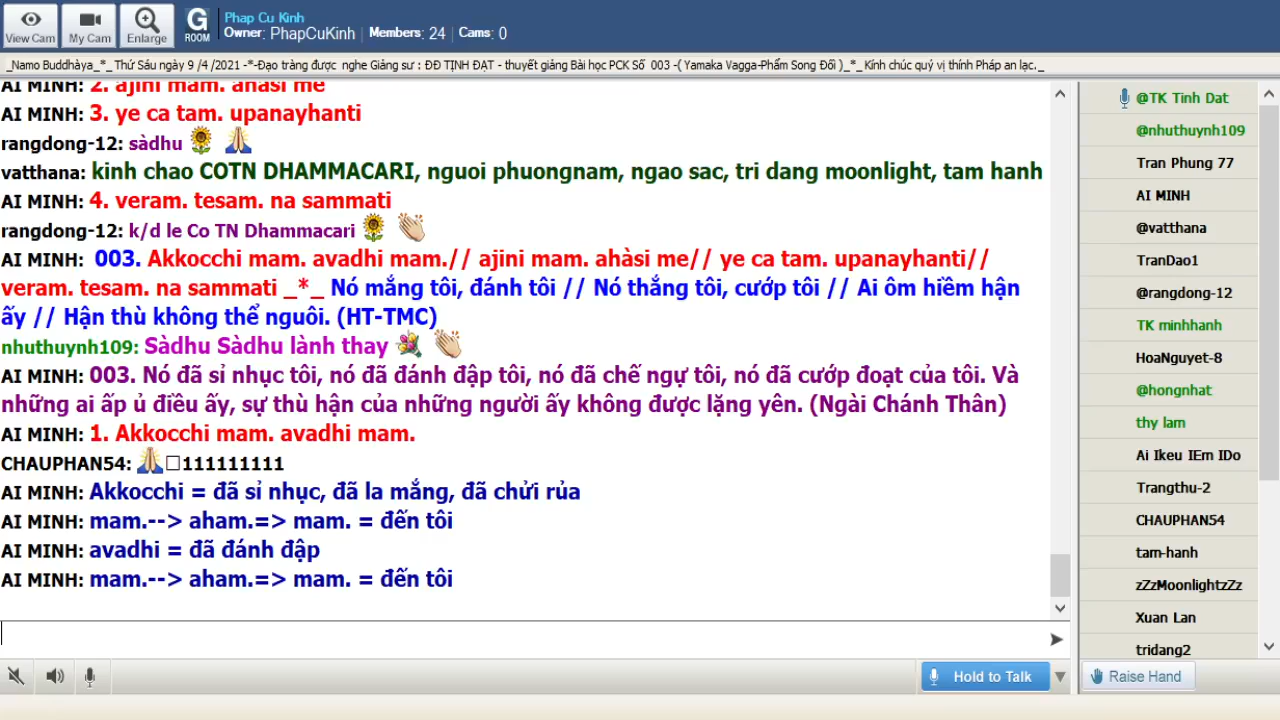 View Cam
My Cam
Enlarge
G
ROOM
Phap Cu Kinh
Owner: PhapCuKinh | Members: 24 | Cams: 0
_Namo Buddhàya_*_ Thứ Sáu ngày 9 /4 /2021 -*-Đạo tràng được nghe Giảng sư : ĐĐ TỊNH ĐẠT - thuyết giảng Bài học PCK Số 003 -( Yamaka Vagga-Phẩm Song Đối )_*_ Kính chúc quý vị thính Pháp an lạc._
AI MINH: 2. ajini mam. ahàsi me
AI MINH: 3. ye ca tam. upanayhanti
rangdong-12: sàdhu
vatthana: kinh chao COTN DHAMMACARI, nguoi phuongnam, ngao sac, tri dang moonlight, tam hanh
AI MINH: 4. veram. tesam. na sammati
rangdong-12: k/d le Co TN Dhammacari
AI MINH: 003. Akkocchi mam. avadhi mam.// ajini mam. ahàsi me// ye ca tam. upanayhanti//
veram. tesam. na sammati _*_ Nó mắng tôi, đánh tôi // Nó thắng tôi, cướp tôi // Ai ôm hiềm hận
ấy // Hận thù không thể nguôi. (HT-TMC)
nhuthuynh109: Sàdhu Sàdhu lành thay
AI MINH: 003. Nó đã sỉ nhục tôi, nó đã đánh đập tôi, nó đã chế ngự tôi, nó đã cướp đoạt của tôi. Và
những ai ấp ủ điều ấy, sự thù hận của những người ấy không được lặng yên. (Ngài Chánh Thân)
AI MINH: 1. Akkocchi mam. avadhi mam.
CHAUPHAN54: 111111111
AI MINH: Akkocchi = đã sỉ nhục, đã la mắng, đã chửi rủa
AI MINH: mam.--> aham.=> mam. = đến tôi
AI MINH: avadhi = đã đánh đập
AI MINH: mam.--> aham.=> mam. = đến tôi
Hold to Talk
@TK Tinh Dat
@nhuthuynh109
Tran Phung 77
AI MINH
@vatthana
TranDao1
@rangdong-12
TK minhhanh
HoaNguyet-8
@hongnhat
thy lam
Ai Ikeu IEm IDo
Trangthu-2
CHAUPHAN54
tam-hanh
zZzMoonlightzZz
Xuan Lan
tridang2
Raise Hand